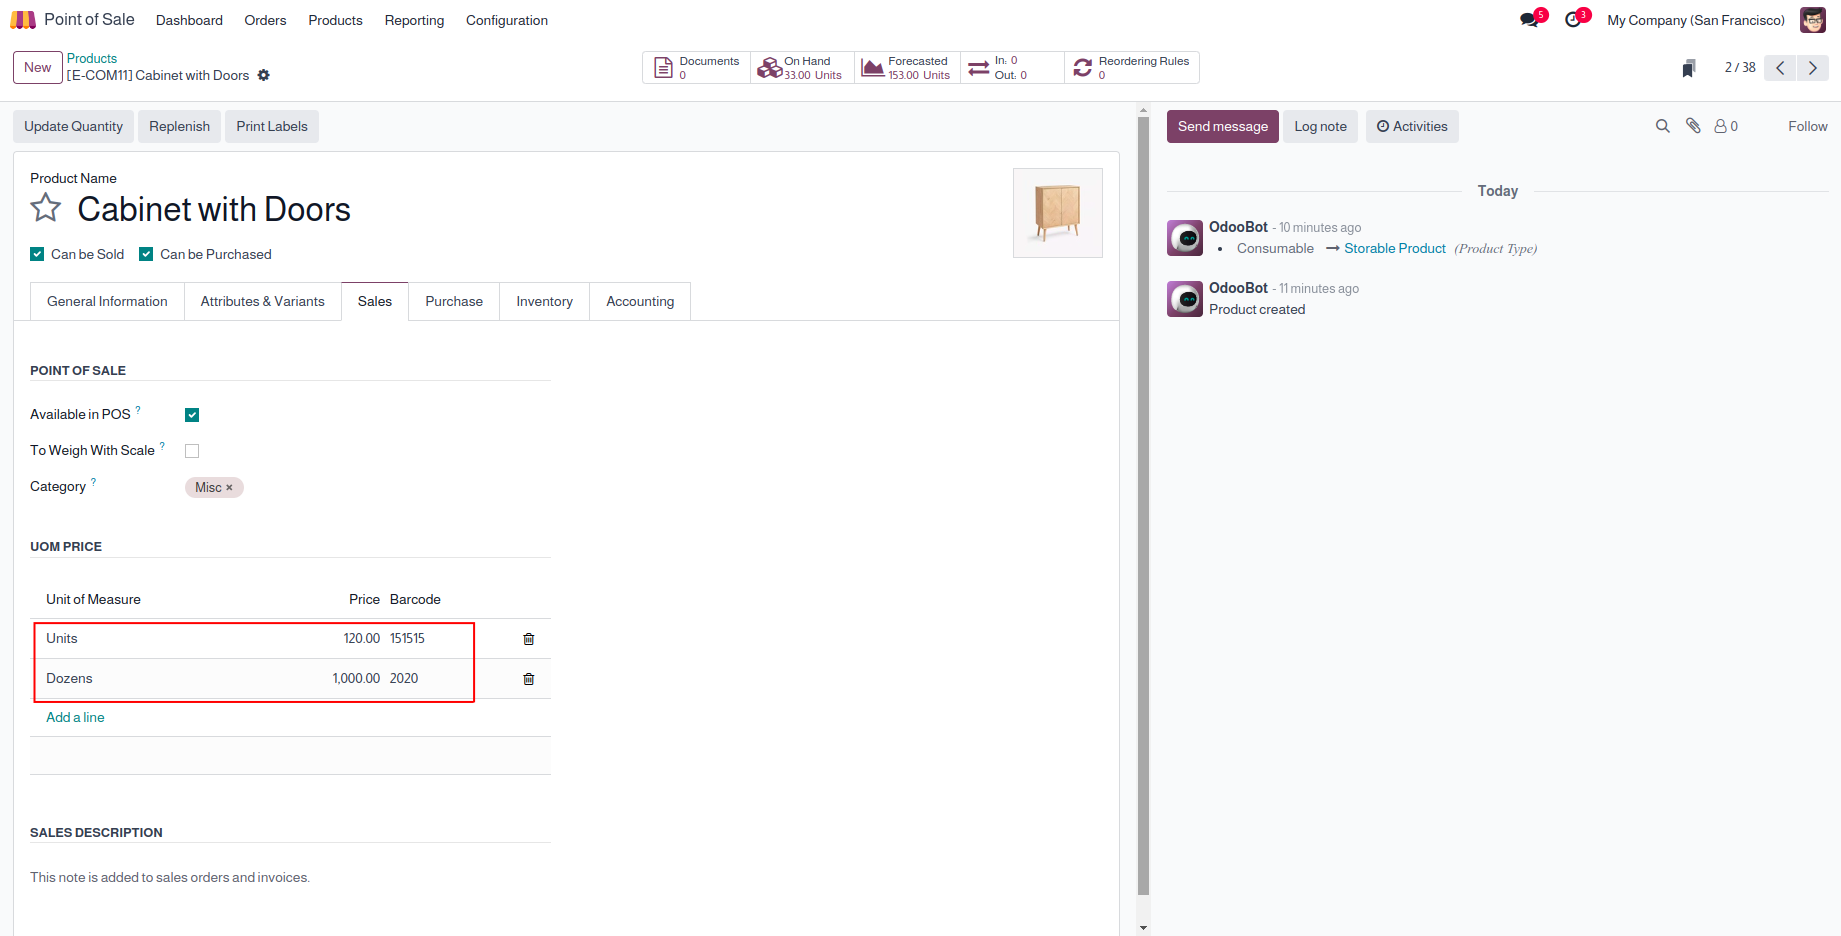 Point of Sale Dashboard Orders Products Reporting Configuration 5 3 My Company (San Francisco)
New Products
[E-COM11] Cabinet with Doors
Documents
0
On Hand
33.00 Units
Forecasted
153.00 Units
In: 0
Out: 0
Reordering Rules
0
2 / 38
Update Quantity Replenish Print Labels
Send message Log note Activities 0 Follow
Product Name
Cabinet with Doors
Can be Sold Can be Purchased
General Information Attributes & Variants Sales Purchase Inventory Accounting
POINT OF SALE
Available in POS ?
To Weigh With Scale ?
Category ? Misc ×
UOM PRICE
Unit of Measure Price Barcode
Units 120.00 151515
Dozens 1,000.00 2020
Add a line
SALES DESCRIPTION
This note is added to sales orders and invoices.
Today
OdooBot - 10 minutes ago
• Consumable → Storable Product (Product Type)
OdooBot - 11 minutes ago
Product created